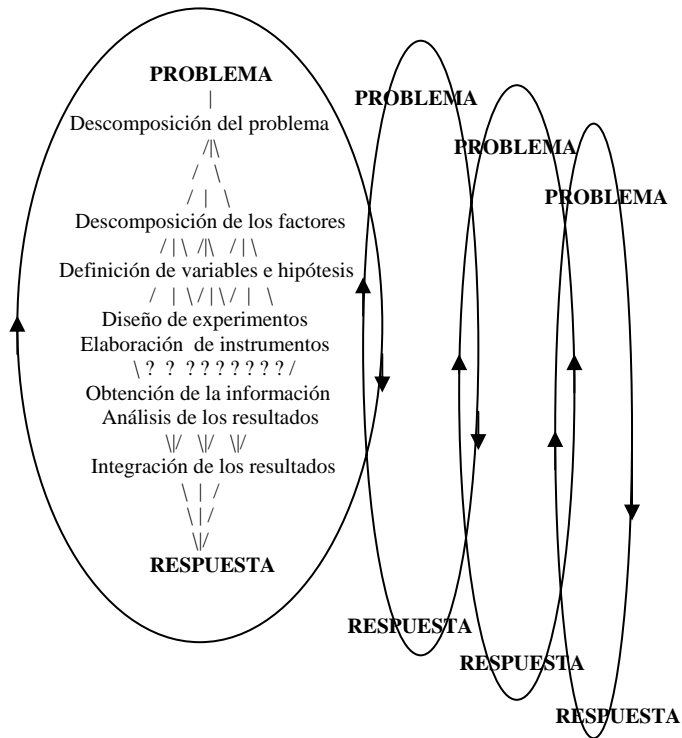 PROBLEMA
|
Descomposición del problema
/|\
/ \
/ | \
Descomposición de los factores
/ | \ /|\ / | \
Definición de variables e hipótesis
/ | \ / | \ / | \
Diseño de experimentos
Elaboración de instrumentos
\ ? ? ? ? ? ? ? ? ? /
Obtención de la información
Análisis de los resultados
\|/ \|/ \|/
Integración de los resultados
\ | /
\ | /
\|/
RESPUESTA
PROBLEMA
RESPUESTA
PROBLEMA
RESPUESTA
PROBLEMA
RESPUESTA